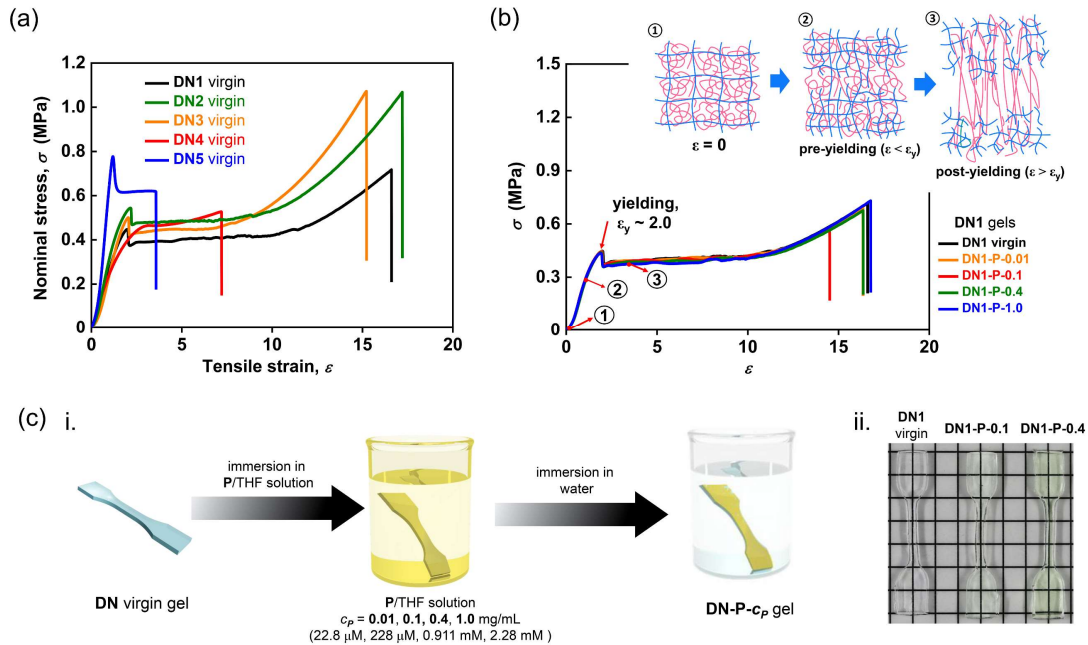 (a)
1.2
1.0
0.8
0.6
0.4
0.2
0.0
Nominal stress, σ (MPa)
DN1 virgin
DN2 virgin
DN3 virgin
DN4 virgin
DN5 virgin
0 5 10 15 20
Tensile strain, ε
(b)
1.5
1.2
0.9
0.6
0.3
0.0
σ (MPa)
①
ε = 0
②
pre-yielding (ε < εy)
③
post-yielding (ε > εy)
yielding,
εy ~ 2.0
①
②
③
DN1 gels
DN1 virgin
DN1-P-0.01
DN1-P-0.1
DN1-P-0.4
DN1-P-1.0
0 5 10 15 20
ε
(c)
i.
DN virgin gel
immersion in
P/THF solution
P/THF solution
cP = 0.01, 0.1, 0.4, 1.0 mg/mL
(22.8 μM, 228 μM, 0.911 mM, 2.28 mM )
immersion in
water
DN-P-cP gel
ii.
DN1
virgin
DN1-P-0.1
DN1-P-0.4